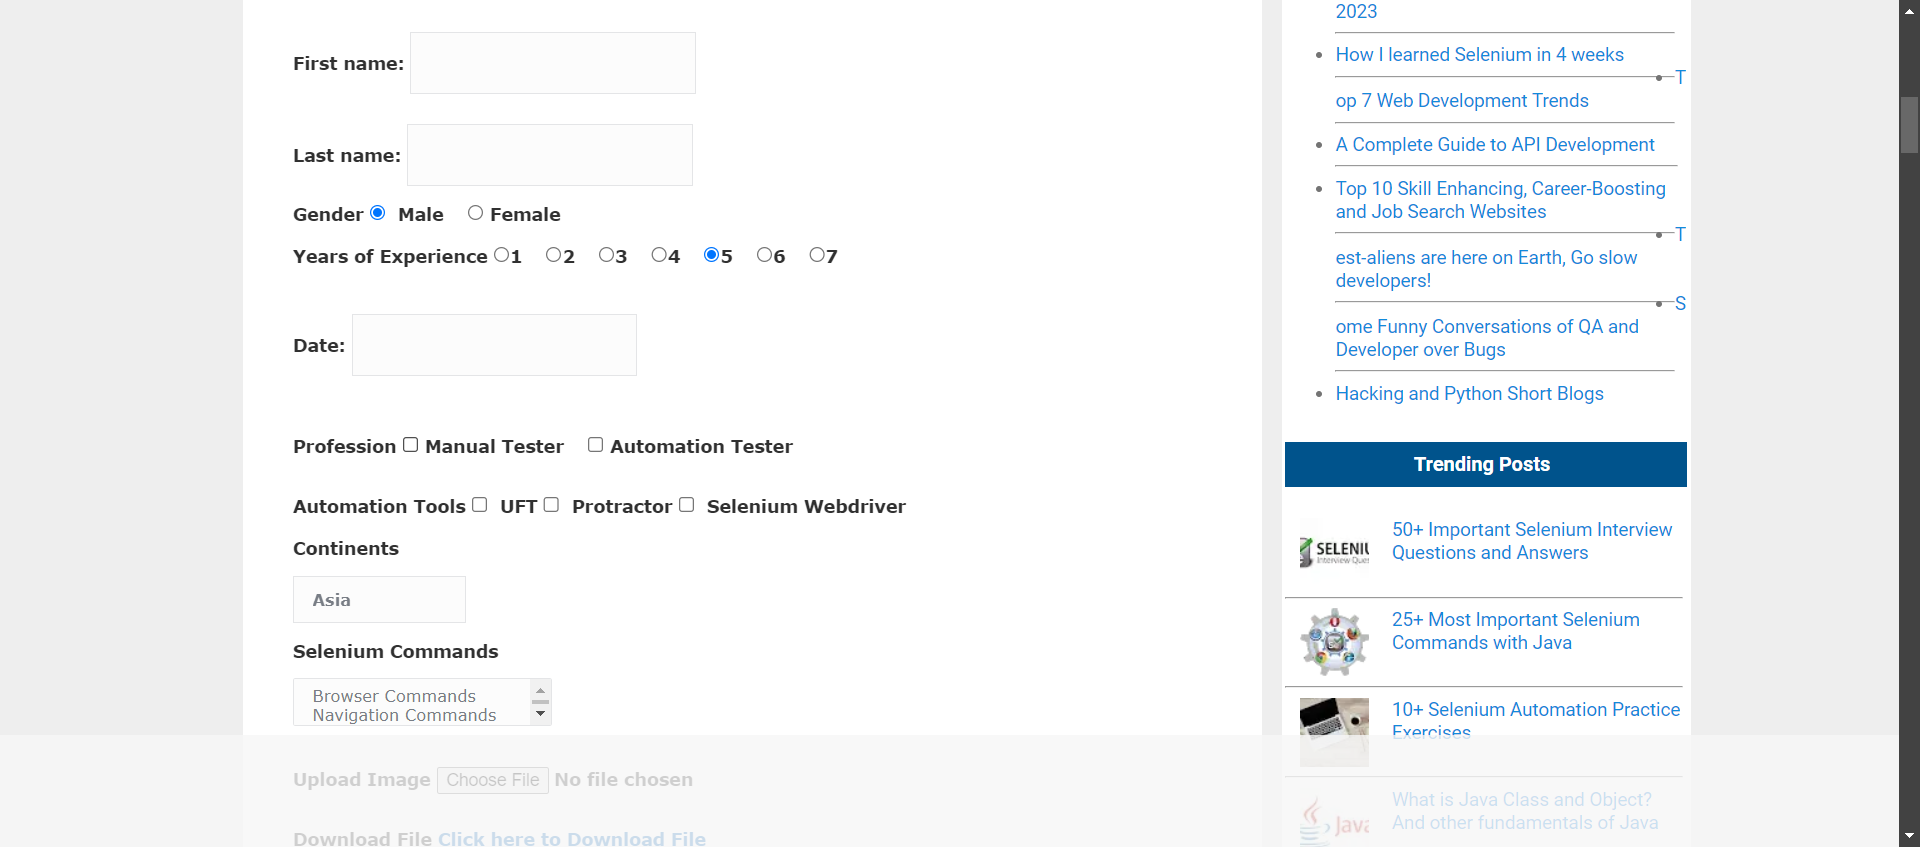 First name:
Last name:
Gender Male Female
Years of Experience 1 2 3 4 5 6 7
Date:
Profession Manual Tester Automation Tester
Automation Tools UFT Protractor Selenium Webdriver
Continents
Asia
Selenium Commands
Browser Commands
Navigation Commands
Upload Image Choose File No file chosen
Download File Click here to Download File
2023
How I learned Selenium in 4 weeks
T
op 7 Web Development Trends
A Complete Guide to API Development
Top 10 Skill Enhancing, Career-Boosting
and Job Search Websites
T
est-aliens are here on Earth, Go slow
developers!
S
ome Funny Conversations of QA and
Developer over Bugs
Hacking and Python Short Blogs
Trending Posts
SELENIU
Interview Ques
50+ Important Selenium Interview
Questions and Answers
25+ Most Important Selenium
Commands with Java
10+ Selenium Automation Practice
Exercises
Java
What is Java Class and Object?
And other fundamentals of Java